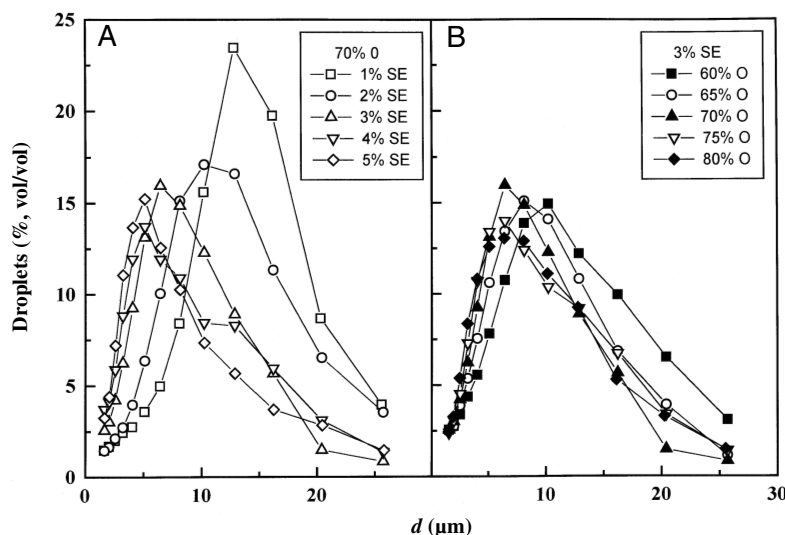 A
70% 0
1% SE
2% SE
3% SE
4% SE
5% SE
B
3% SE
60% O
65% O
70% O
75% O
80% O
25
20
15
10
5
0
Droplets (%, vol/vol)
0
10
20
10
20
30
d (µm)